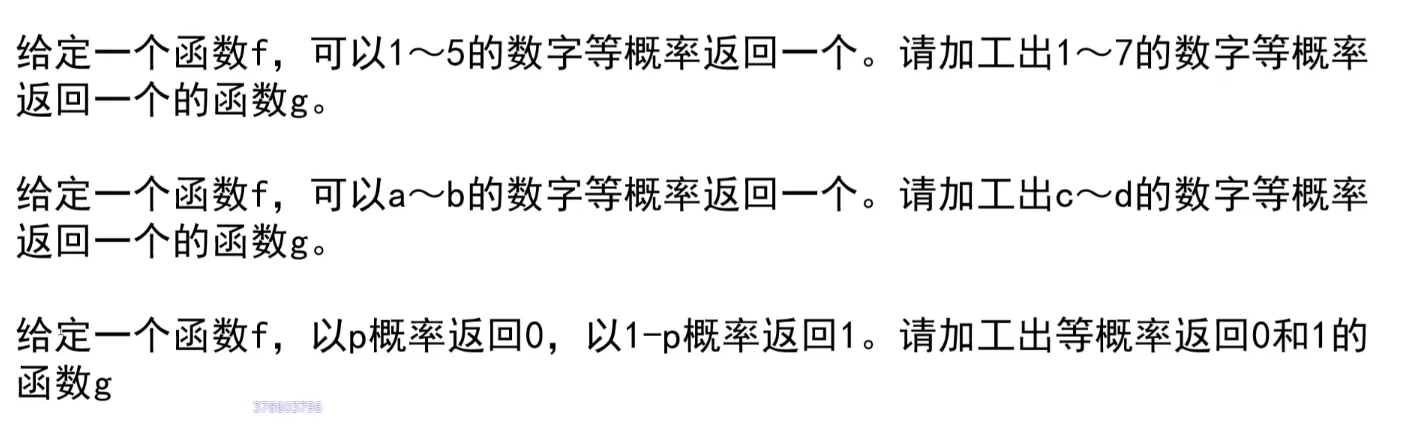 给定一个函数f，可以1～5的数字等概率返回一个。请加工出1～7的数字等概率
返回一个的函数g。
给定一个函数f，可以a～b的数字等概率返回一个。请加工出c～d的数字等概率
返回一个的函数g。
给定一个函数f，以p概率返回0，以1-p概率返回1。请加工出等概率返回0和1的
函数g